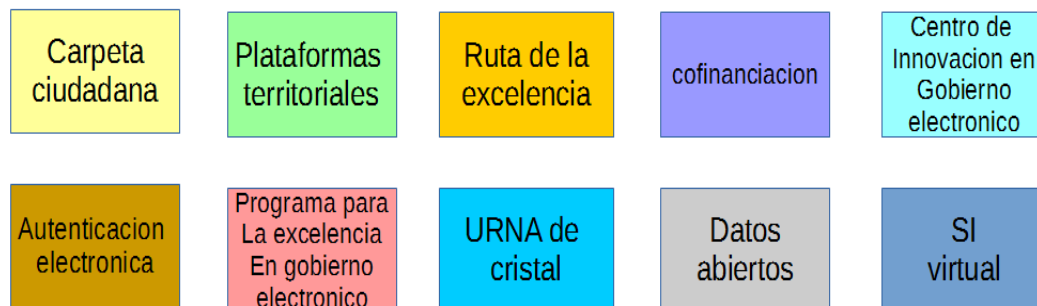 Carpeta
ciudadana
Plataformas
territoriales
Ruta de la
excelencia
cofinanciacion
Centro de
Innovacion en
Gobierno
electronico
Autenticacion
electronica
Programa para
La excelencia
En gobierno
electronico
URNA de
cristal
Datos
abiertos
SI
virtual